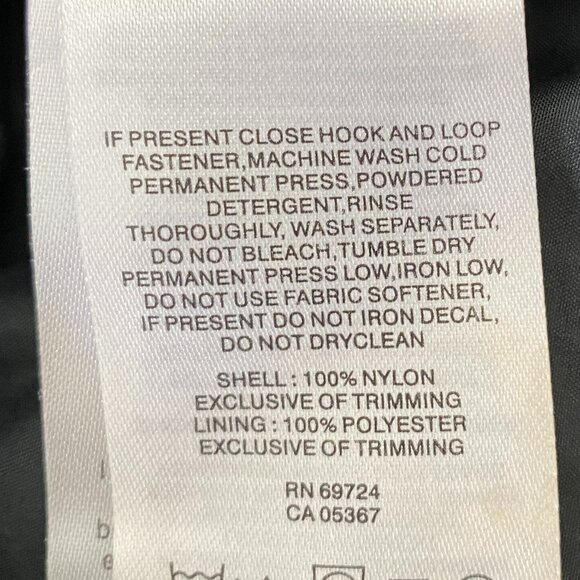 IF PRESENT CLOSE HOOK AND LOOP
FASTENER,MACHINE WASH COLD
PERMANENT PRESS,POWDERED
DETERGENT,RINSE
THOROUGHLY, WASH SEPARATELY,
DO NOT BLEACH,TUMBLE DRY
PERMANENT PRESS LOW,IRON LOW,
DO NOT USE FABRIC SOFTENER,
IF PRESENT DO NOT IRON DECAL,
DO NOT DRYCLEAN
SHELL : 100% NYLON
EXCLUSIVE OF TRIMMING
LINING : 100% POLYESTER
EXCLUSIVE OF TRIMMING
RN 69724
CA 05367